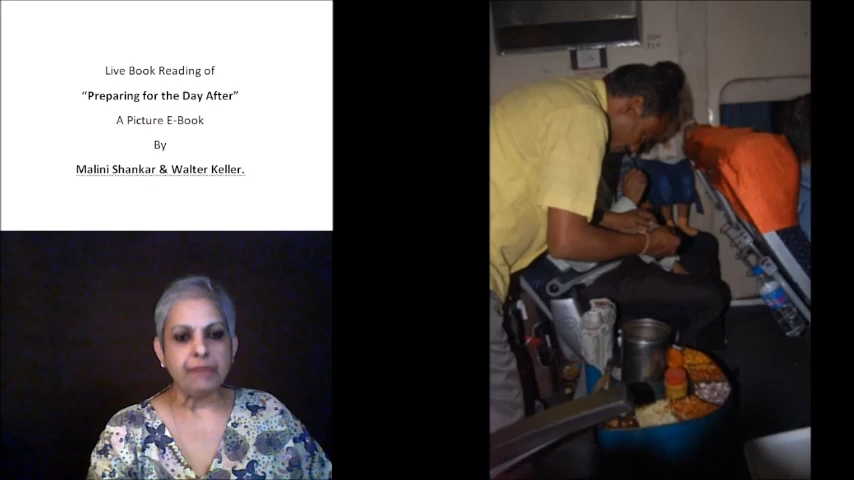 Live Book Reading of
“Preparing for the Day After”
A Picture E-Book
By
Malini Shankar & Walter Keller.